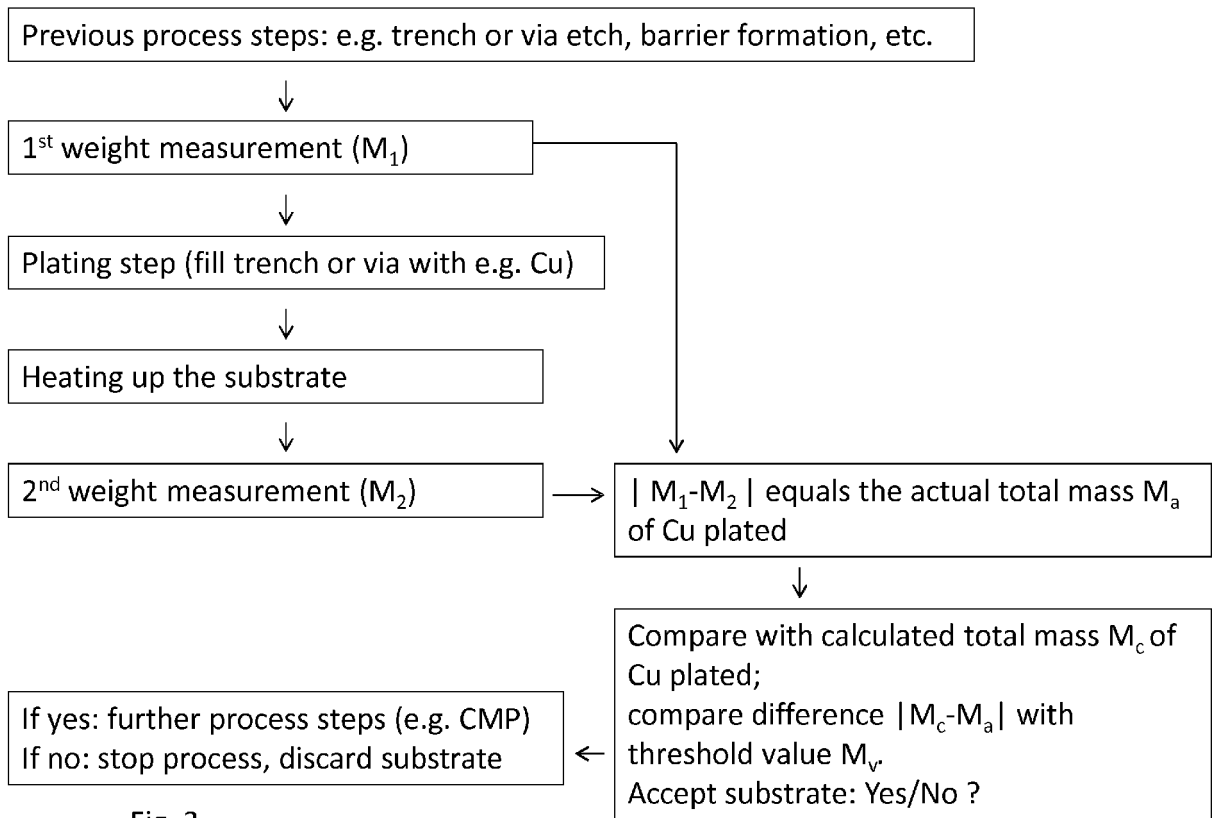 Previous process steps: e.g. trench or via etch, barrier formation, etc.
1st weight measurement (M1)
Plating step (fill trench or via with e.g. Cu)
Heating up the substrate
2nd weight measurement (M2)
| M1-M2 | equals the actual total mass Ma
of Cu plated
Compare with calculated total mass Mc of
Cu plated;
compare difference |Mc-Ma| with
threshold value Mv.
Accept substrate: Yes/No ?
If yes: further process steps (e.g. CMP)
If no: stop process, discard substrate